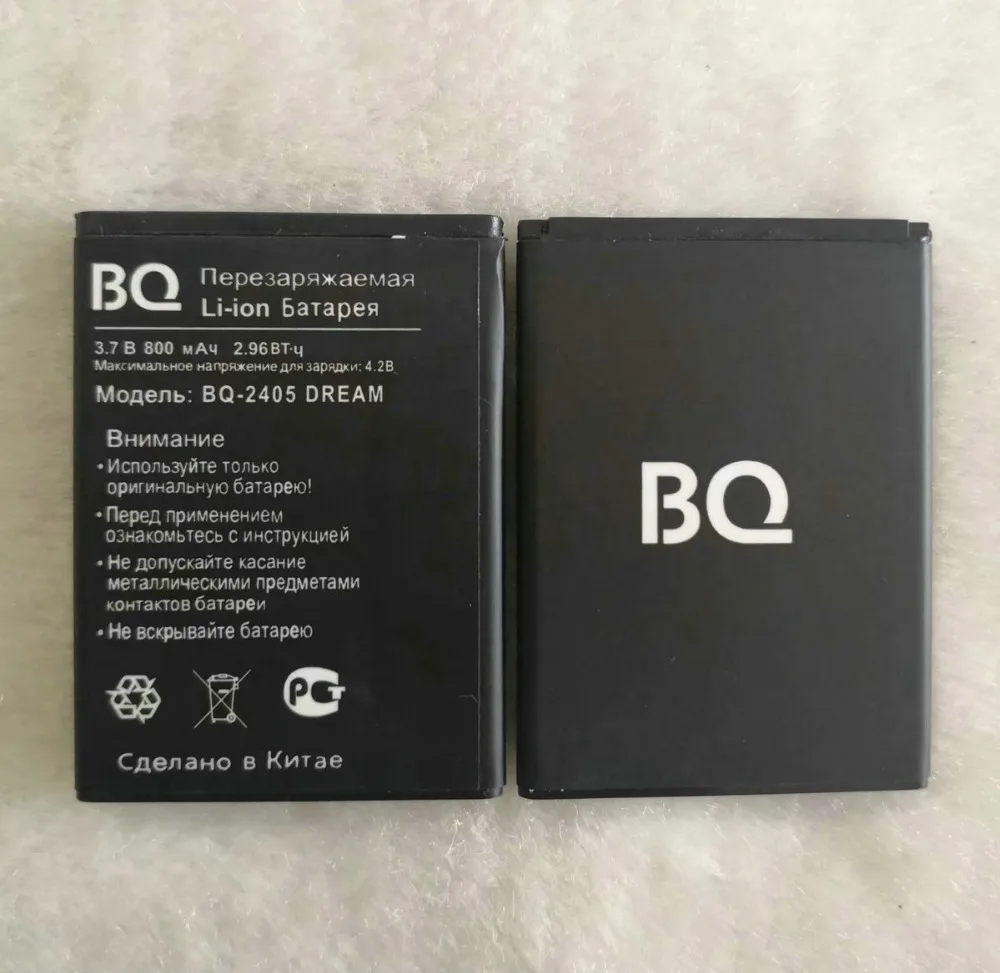 BQ Перезаряжаемая
Li-ion Батарея
3.7 В 800 мАч 2.96ВТ·ч
Максимальное напряжение для зарядки: 4.2В
Модель: BQ-2405 DREAM
Внимание
•Используйте только
оригинальную батарею!
•Перед применением
ознакомьтесь с инструкцией
•Не допускайте касание
металлическими предметами
контактов батареи
•Не вскрывайте батарею
РСТ
Сделано в Китае
BQ